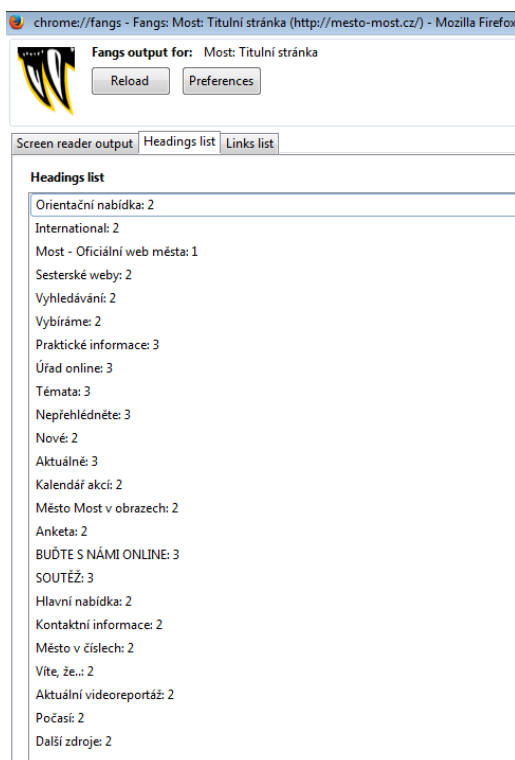 chrome://fangs - Fangs: Most: Titulní stránka (http://mesto-most.cz/) - Mozilla Firefox
Fangs output for: Most: Titulní stránka
Reload Preferences
Screen reader output Headings list Links list
Headings list
Orientační nabídka: 2
International: 2
Most - Oficiální web města: 1
Sesterské weby: 2
Vyhledávání: 2
Vybíráme: 2
Praktické informace: 3
Úřad online: 3
Témata: 3
Nepřehlédněte: 3
Nové: 2
Aktuálně: 3
Kalendář akcí: 2
Město Most v obrazech: 2
Anketa: 2
BUĎTE S NÁMI ONLINE: 3
SOUTĚŽ: 3
Hlavní nabídka: 2
Kontaktní informace: 2
Město v číslech: 2
Víte, že..: 2
Aktuální videoreportáž: 2
Počasí: 2
Další zdroje: 2